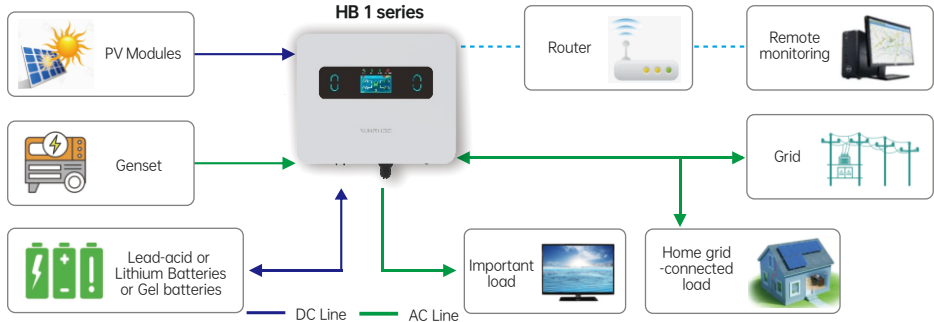 HB 1 series
PV Modules
Router
Remote
monitoring
Genset
Grid
Lead-acid or
Lithium Batteries
or Gel batteries
Important
load
Home grid
-connected
load
DC Line
AC Line